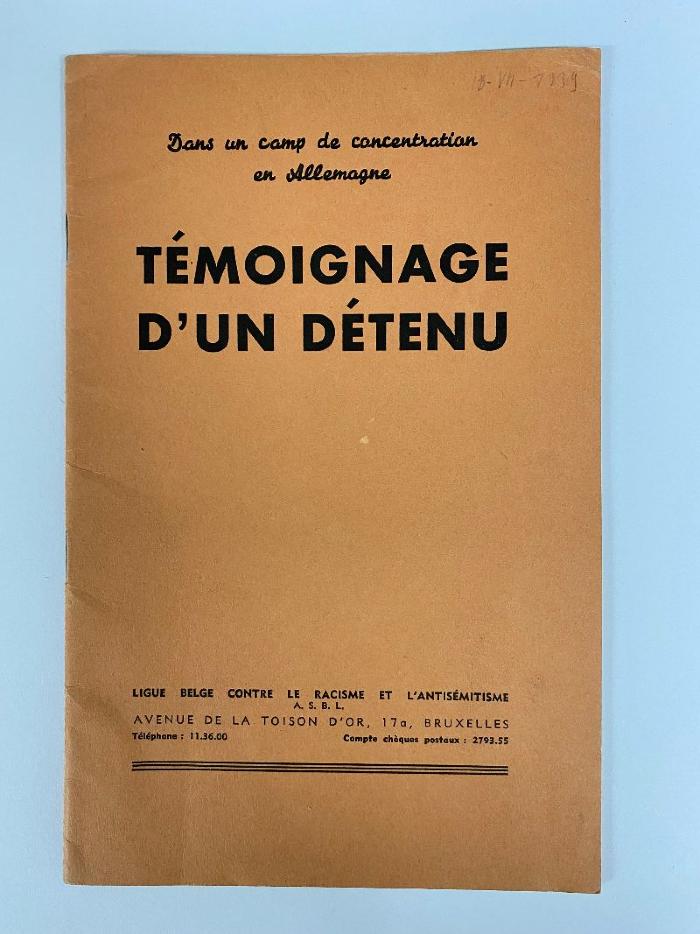 Dans un camp de concentration
en Allemagne
TÉMOIGNAGE
D'UN DÉTENU
LIGUE BELGE CONTRE LE RACISME ET L'ANTISÉMITISME
A. S. B. L.
AVENUE DE LA TOISON D'OR, 17a, BRUXELLES
Téléphone : 11.36.00 Compte chèques postaux : 2793.55